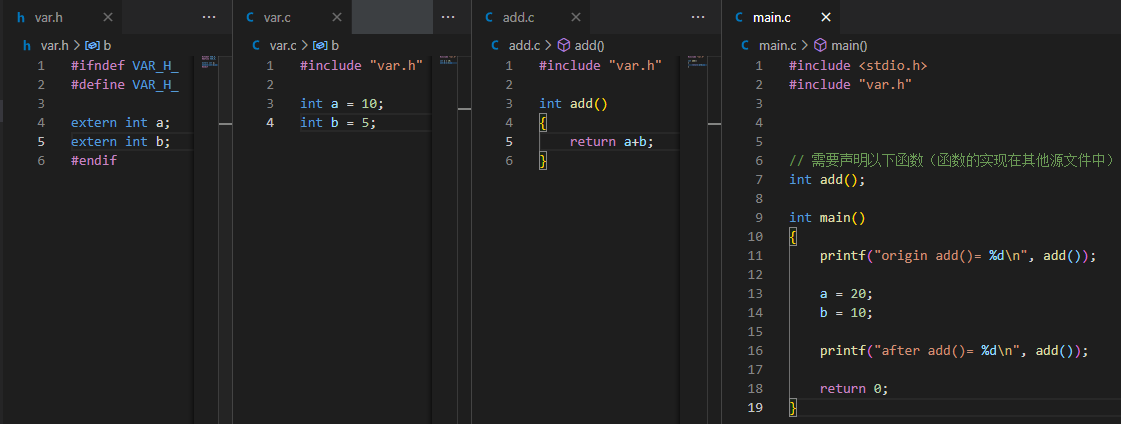 h var.h ✕ ...
h var.h > b
1 #ifndef VAR_H_
2 #define VAR_H_
3
4 extern int a;
5 extern int b;
6 #endif
C var.c ✕ ...
C var.c > b
1 #include "var.h"
2
3 int a = 10;
4 int b = 5;
C add.c ✕ ...
C add.c > add()
1 #include "var.h"
2
3 int add()
4 {
5     return a+b;
6 }
C main.c ✕
C main.c > main()
1 #include <stdio.h>
2 #include "var.h"
3
4
5
6 // 需要声明以下函数（函数的实现在其他源文件中）
7 int add();
8
9 int main()
10 {
11     printf("origin add()= %d\n", add());
12
13     a = 20;
14     b = 10;
15
16     printf("after add()= %d\n", add());
17
18     return 0;
19 }